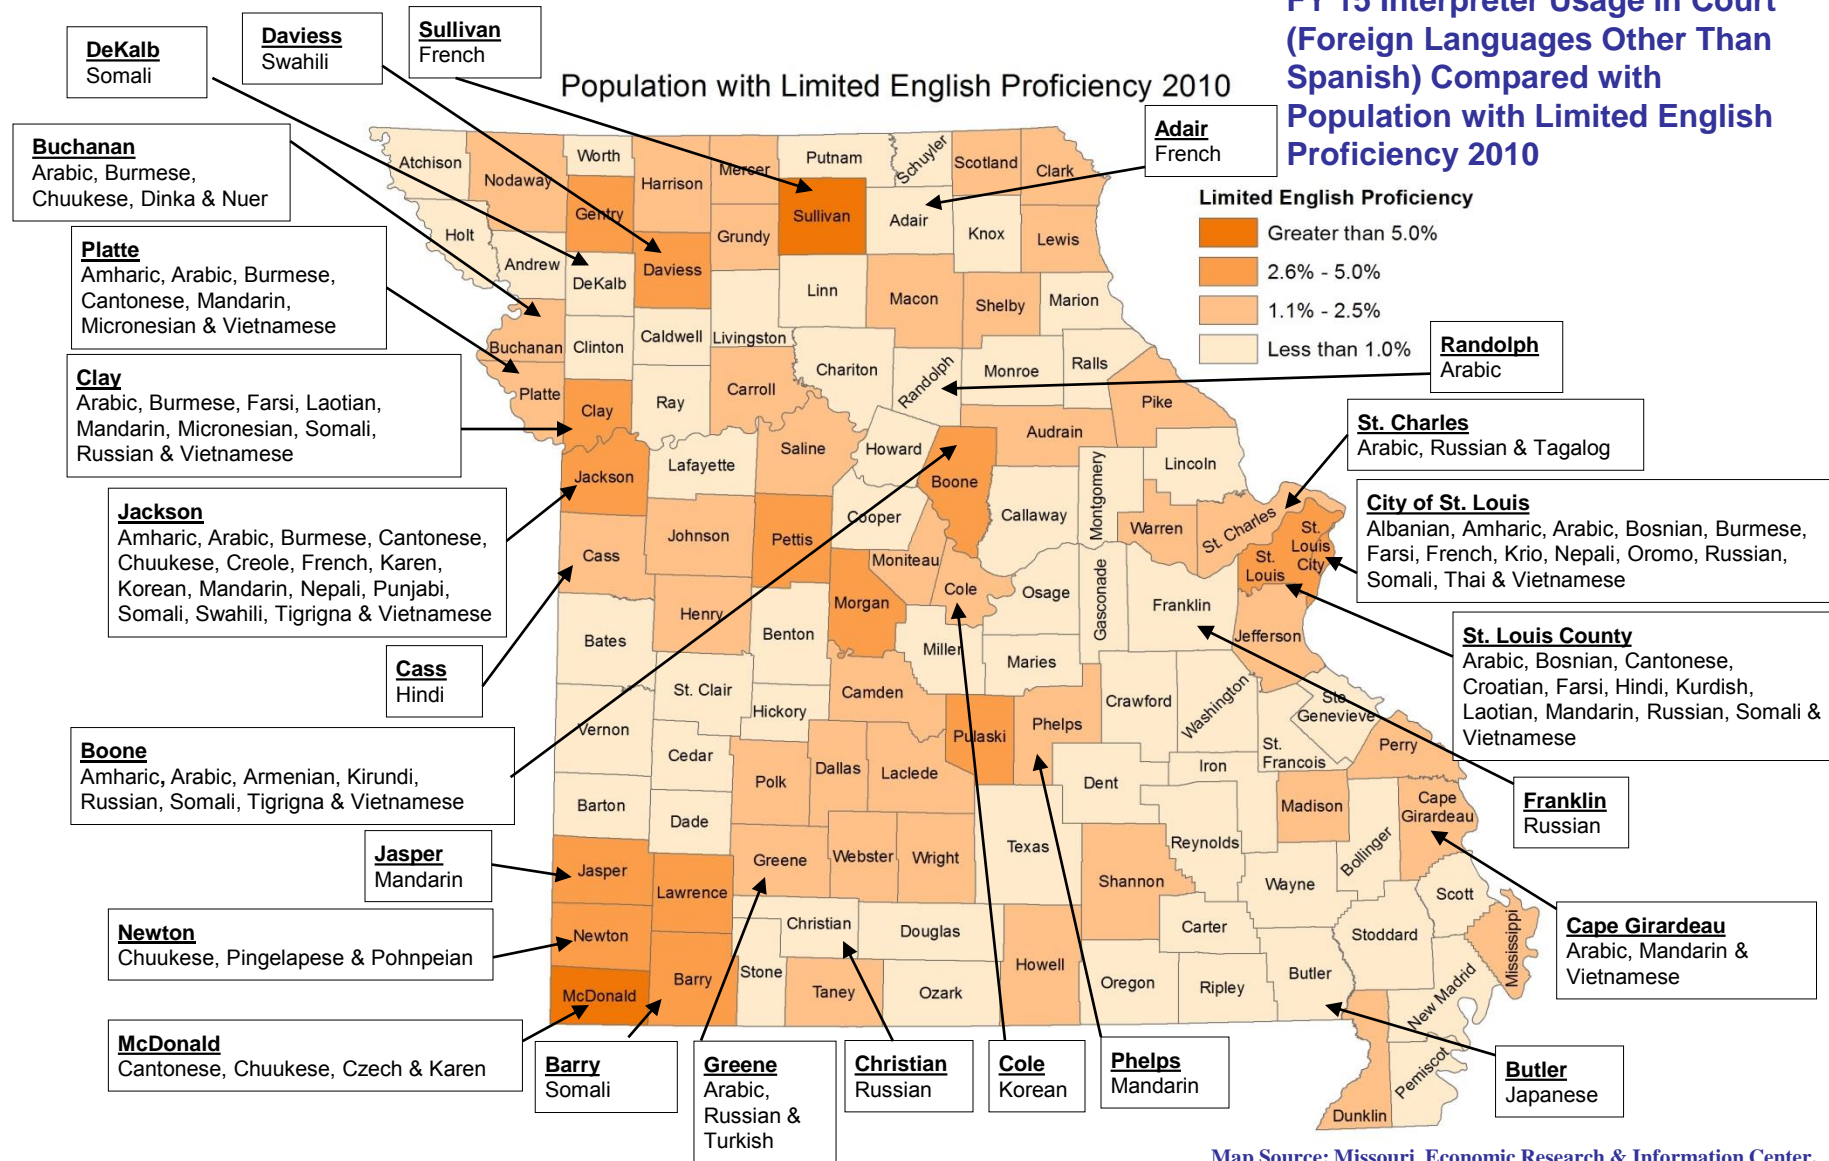 FY 15 Interpreter Usage in Court
(Foreign Languages Other Than
Spanish) Compared with
Population with Limited English
Proficiency 2010
Population with Limited English Proficiency 2010
DeKalb
Somali
Daviess
Swahili
Sullivan
French
Adair
French
Buchanan
Arabic, Burmese,
Chuukese, Dinka & Nuer
Platte
Amharic, Arabic, Burmese,
Cantonese, Mandarin,
Micronesian & Vietnamese
Clay
Arabic, Burmese, Farsi, Laotian,
Mandarin, Micronesian, Somali,
Russian & Vietnamese
Jackson
Amharic, Arabic, Burmese, Cantonese,
Chuukese, Creole, French, Karen,
Korean, Mandarin, Nepali, Punjabi,
Somali, Swahili, Tigrigna & Vietnamese
Cass
Hindi
Boone
Amharic, Arabic, Armenian, Kirundi,
Russian, Somali, Tigrigna & Vietnamese
Jasper
Mandarin
Newton
Chuukese, Pingelapese & Pohnpeian
McDonald
Cantonese, Chuukese, Czech & Karen
Barry
Somali
Greene
Arabic,
Russian &
Turkish
Christian
Russian
Cole
Korean
Phelps
Mandarin
Butler
Japanese
Cape Girardeau
Arabic, Mandarin &
Vietnamese
Franklin
Russian
St. Louis County
Arabic, Bosnian, Cantonese,
Croatian, Farsi, Hindi, Kurdish,
Laotian, Mandarin, Russian, Somali &
Vietnamese
City of St. Louis
Albanian, Amharic, Arabic, Bosnian, Burmese,
Farsi, French, Krio, Nepali, Oromo, Russian,
Somali, Thai & Vietnamese
St. Charles
Arabic, Russian & Tagalog
Randolph
Arabic
Limited English Proficiency
Greater than 5.0%
2.6% - 5.0%
1.1% - 2.5%
Less than 1.0%
Atchison
Nodaway
Worth
Harrison
Mercer
Putnam
Schuyler
Scotland
Clark
Holt
Gentry
Sullivan
Adair
Knox
Lewis
Grundy
Andrew
DeKalb
Daviess
Linn
Macon
Shelby
Marion
Buchanan
Clinton
Caldwell
Livingston
Chariton
Randolph
Monroe
Ralls
Platte
Clay
Ray
Carroll
Pike
Audrain
Saline
Howard
Boone
Lafayette
Jackson
Lincoln
Montgomery
Callaway
Cooper
Warren
St. Charles
St.
Louis
City
St.
Louis
Cass
Johnson
Pettis
Moniteau
Cole
Osage
Gasconade
Franklin
Jefferson
Morgan
Henry
Benton
Bates
Miller
Maries
St. Clair
Camden
Hickory
Vernon
Phelps
Crawford
Washington
Ste
Genevieve
Pulaski
Cedar
Dallas
Laclede
Polk
Dent
Iron
St.
Francois
Perry
Barton
Dade
Madison
Cape
Girardeau
Bollinger
Reynolds
Texas
Greene
Webster
Wright
Jasper
Lawrence
Shannon
Wayne
Scott
Christian
Douglas
Carter
Stoddard
Mississippi
Newton
Howell
Barry
Stone
Taney
Ozark
Oregon
Ripley
Butler
New Madrid
McDonald
Pemiscot
Dunklin
Map Source: Missouri Economic Research & Information Center.